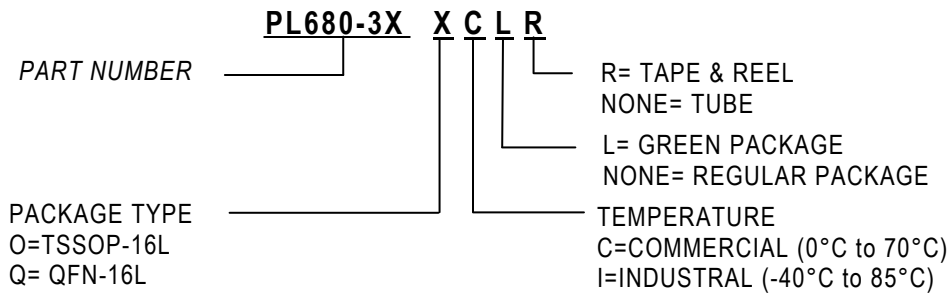 PL680-3X X C L R
PART NUMBER
R= TAPE & REEL
NONE= TUBE
L= GREEN PACKAGE
NONE= REGULAR PACKAGE
PACKAGE TYPE
O=TSSOP-16L
Q= QFN-16L
TEMPERATURE
C=COMMERCIAL (0°C to 70°C)
I=INDUSTRAL (-40°C to 85°C)